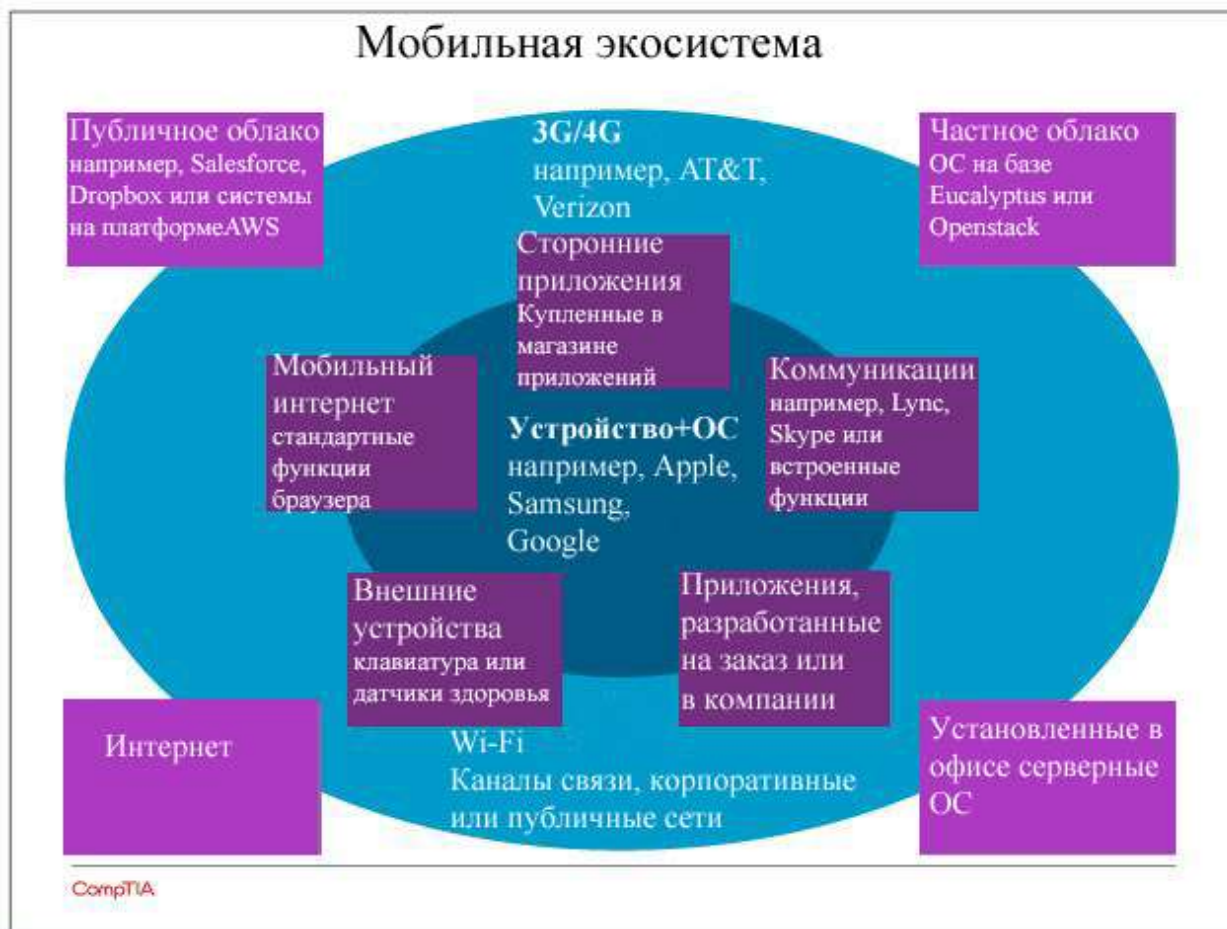 Мобильная экосистема
Публичное облако
например, Salesforce,
Dropbox или системы
на платформеAWS
3G/4G
например, AT&T,
Verizon
Частное облако
ОС на базе
Eucalyptus или
Openstack
Сторонние
приложения
Купленные в
магазине
приложений
Мобильный
интернет
стандартные
функции
браузера
Устройство+ОС
например, Apple,
Samsung,
Google
Коммуникации
например, Lync,
Skype или
встроенные
функции
Внешние
устройства
клавиатура или
датчики здоровья
Приложения,
разработанные
на заказ или
в компании
Интернет
Wi-Fi
Каналы связи, корпоративные
или публичные сети
Установленные в
офисе серверные
ОС
CompTIA